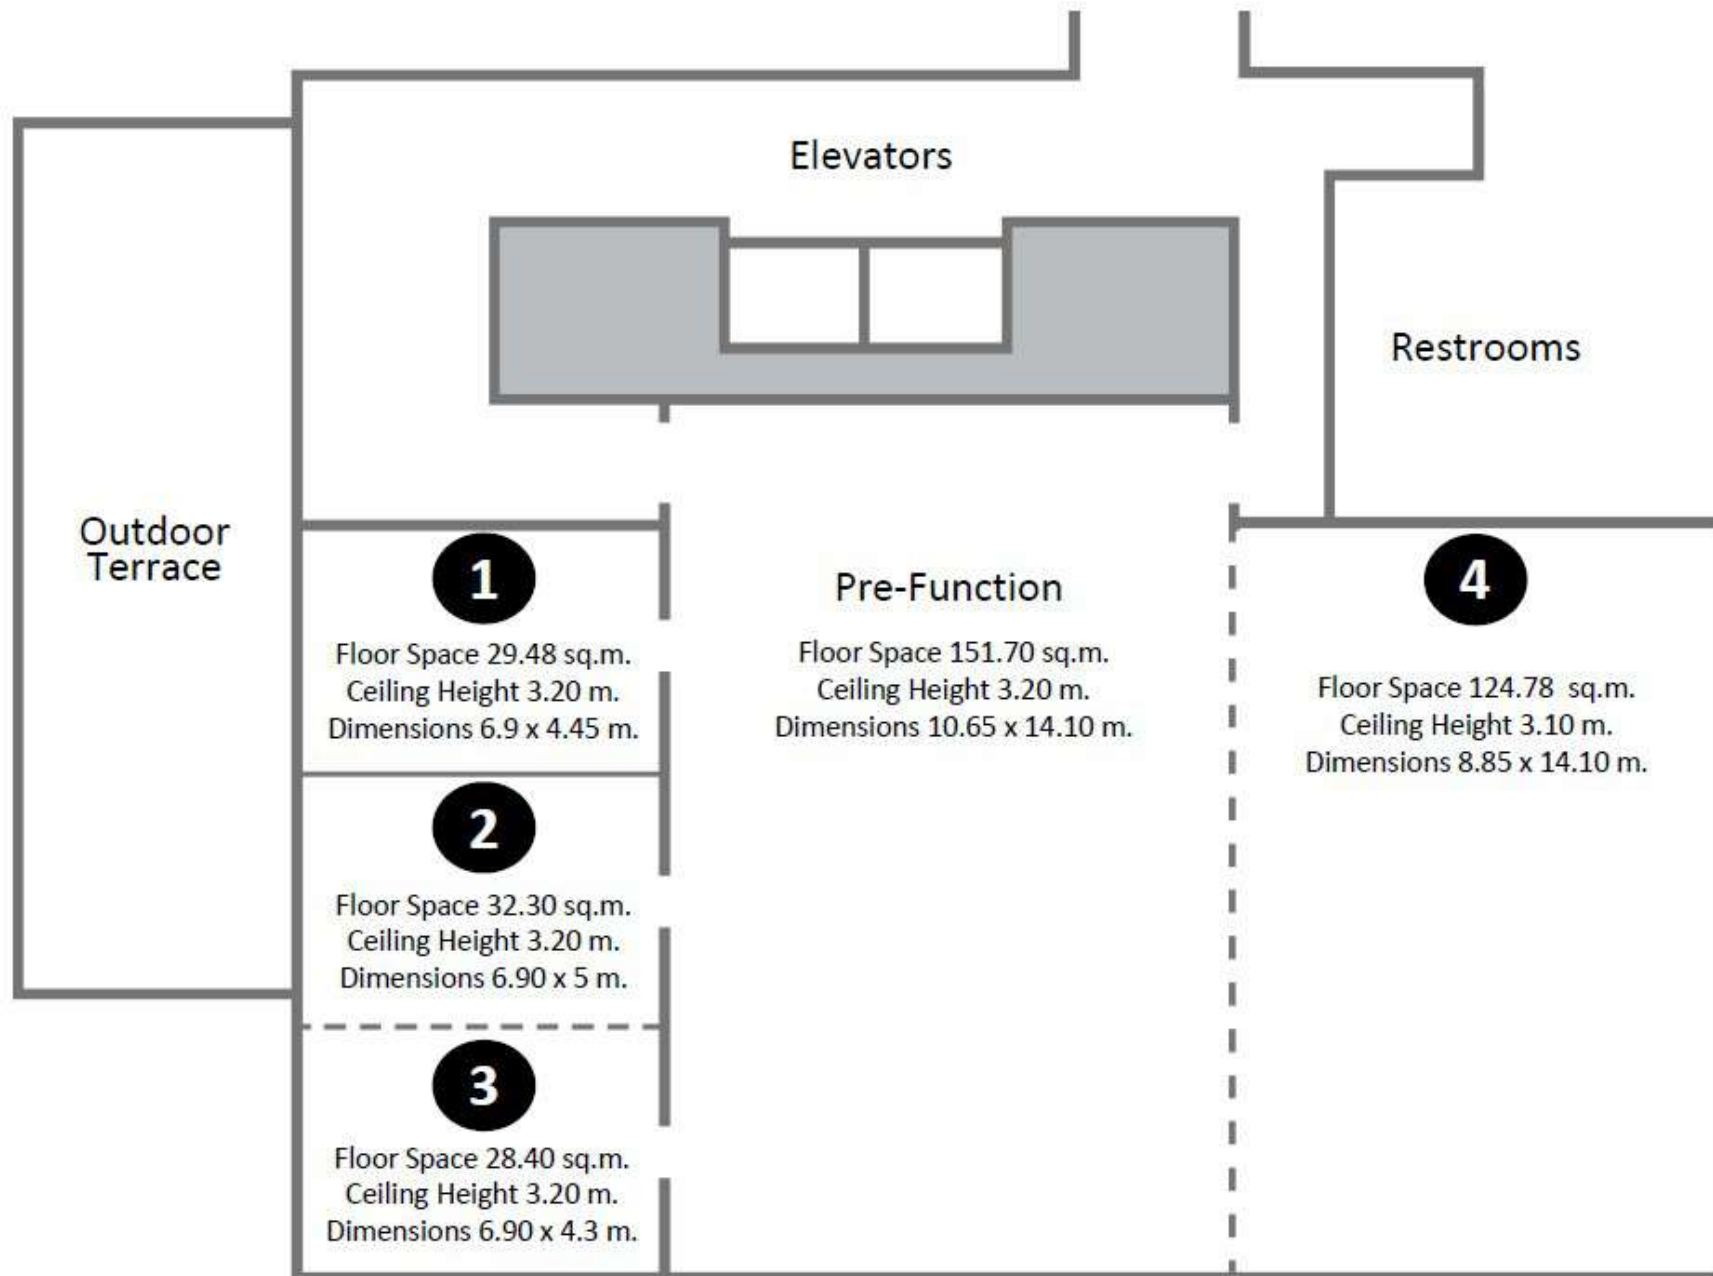 Elevators
Restrooms
Outdoor
Terrace
1
Floor Space 29.48 sq.m.
Ceiling Height 3.20 m.
Dimensions 6.9 x 4.45 m.
2
Floor Space 32.30 sq.m.
Ceiling Height 3.20 m.
Dimensions 6.90 x 5 m.
3
Floor Space 28.40 sq.m.
Ceiling Height 3.20 m.
Dimensions 6.90 x 4.3 m.
Pre-Function
Floor Space 151.70 sq.m.
Ceiling Height 3.20 m.
Dimensions 10.65 x 14.10 m.
4
Floor Space 124.78 sq.m.
Ceiling Height 3.10 m.
Dimensions 8.85 x 14.10 m.